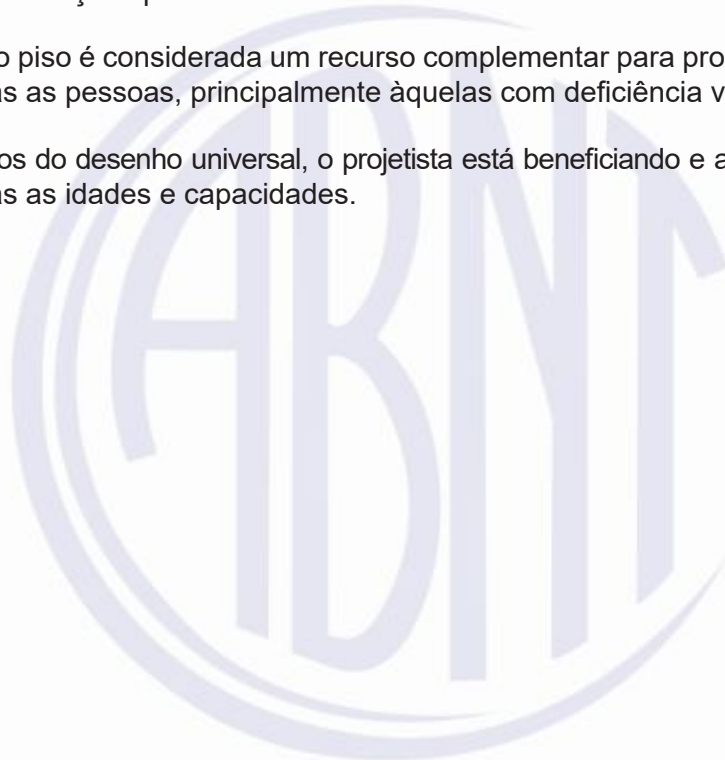 o piso é considerada um recurso complementar para pro
as as pessoas, principalmente àquelas com deficiência v
os do desenho universal, o projetista está beneficiando e a
as as idades e capacidades.
ABNT